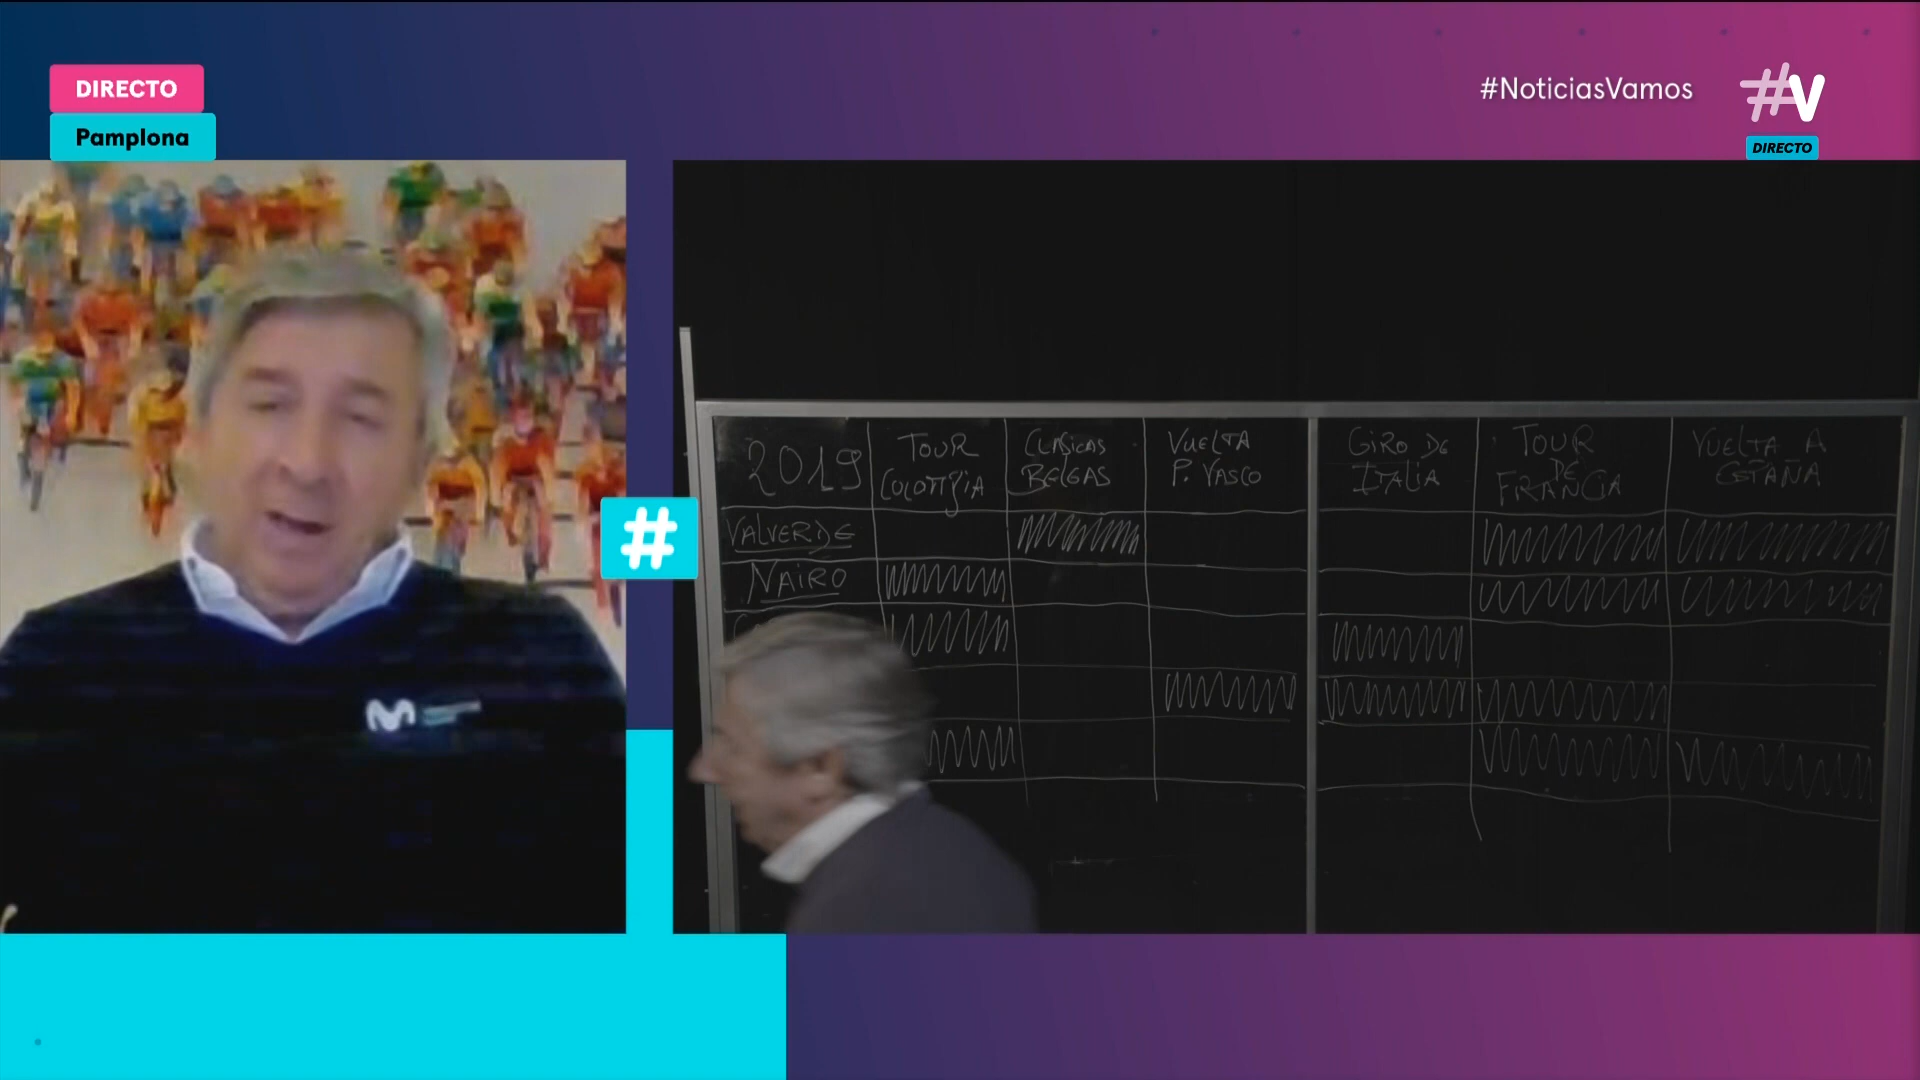 DIRECTO
Pamplona
#NoticiasVamos
#V
DIRECTO
#
2019
TOUR
COLOMBIA
CLASICAS
BELGAS
VUELTA
P. VASCO
GIRO DE
ITALIA
TOUR
DE
FRANCIA
VUELTA A
ESPAÑA
VALVERDE
NAIRO